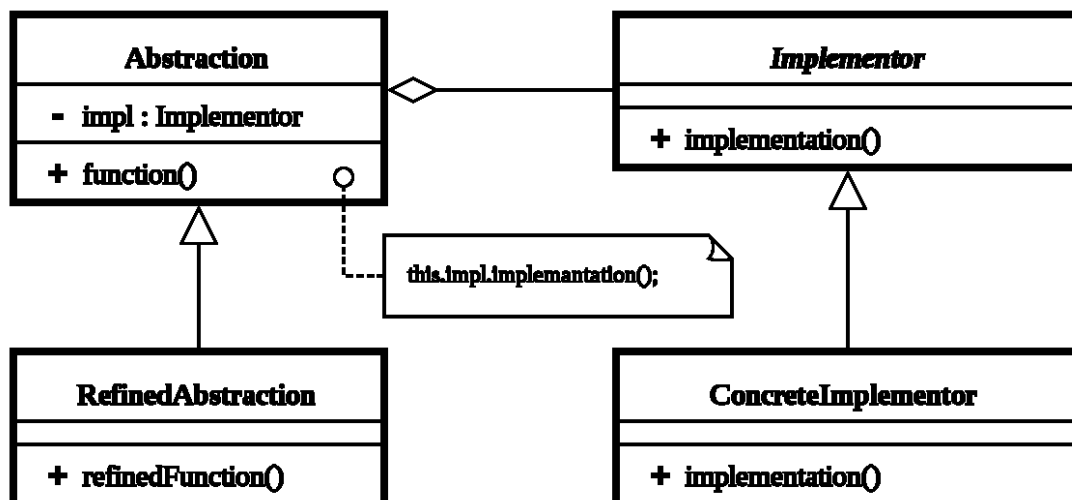 Abstraction
- impl : Implementor
+ function()
Implementor
+ implementation()
this.impl.implemantation();
RefinedAbstraction
+ refinedFunction()
ConcreteImplementor
+ implementation()